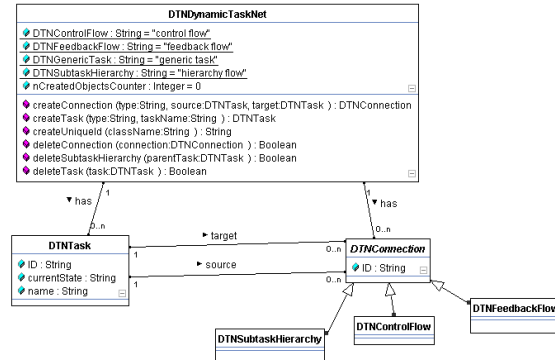 DTNDynamicTaskNet
DTNControlFlow : String = "control flow"
DTNFeedbackFlow : String = "feedback flow"
DTNGenericTask : String = "generic task"
DTNSubtaskHierarchy : String = "hierarchy flow"
nCreatedObjectsCounter : Integer = 0
createConnection (type:String, source:DTNTask, target:DTNTask ) : DTNConnection
createTask (type:String, taskName:String ) : DTNTask
createUniqueId (className:String ) : String
deleteConnection (connection:DTNConnection ) : Boolean
deleteSubtaskHierarchy (parentTask:DTNTask ) : Boolean
deleteTask (task:DTNTask ) : Boolean
1
1
▼ has
▼ has
0..n
0..n
DTNTask
ID : String
currentState : String
name : String
1
► target
0..n
1
► source
0..n
DTNConnection
ID : String
DTNSubtaskHierarchy
DTNControlFlow
DTNFeedbackFlow